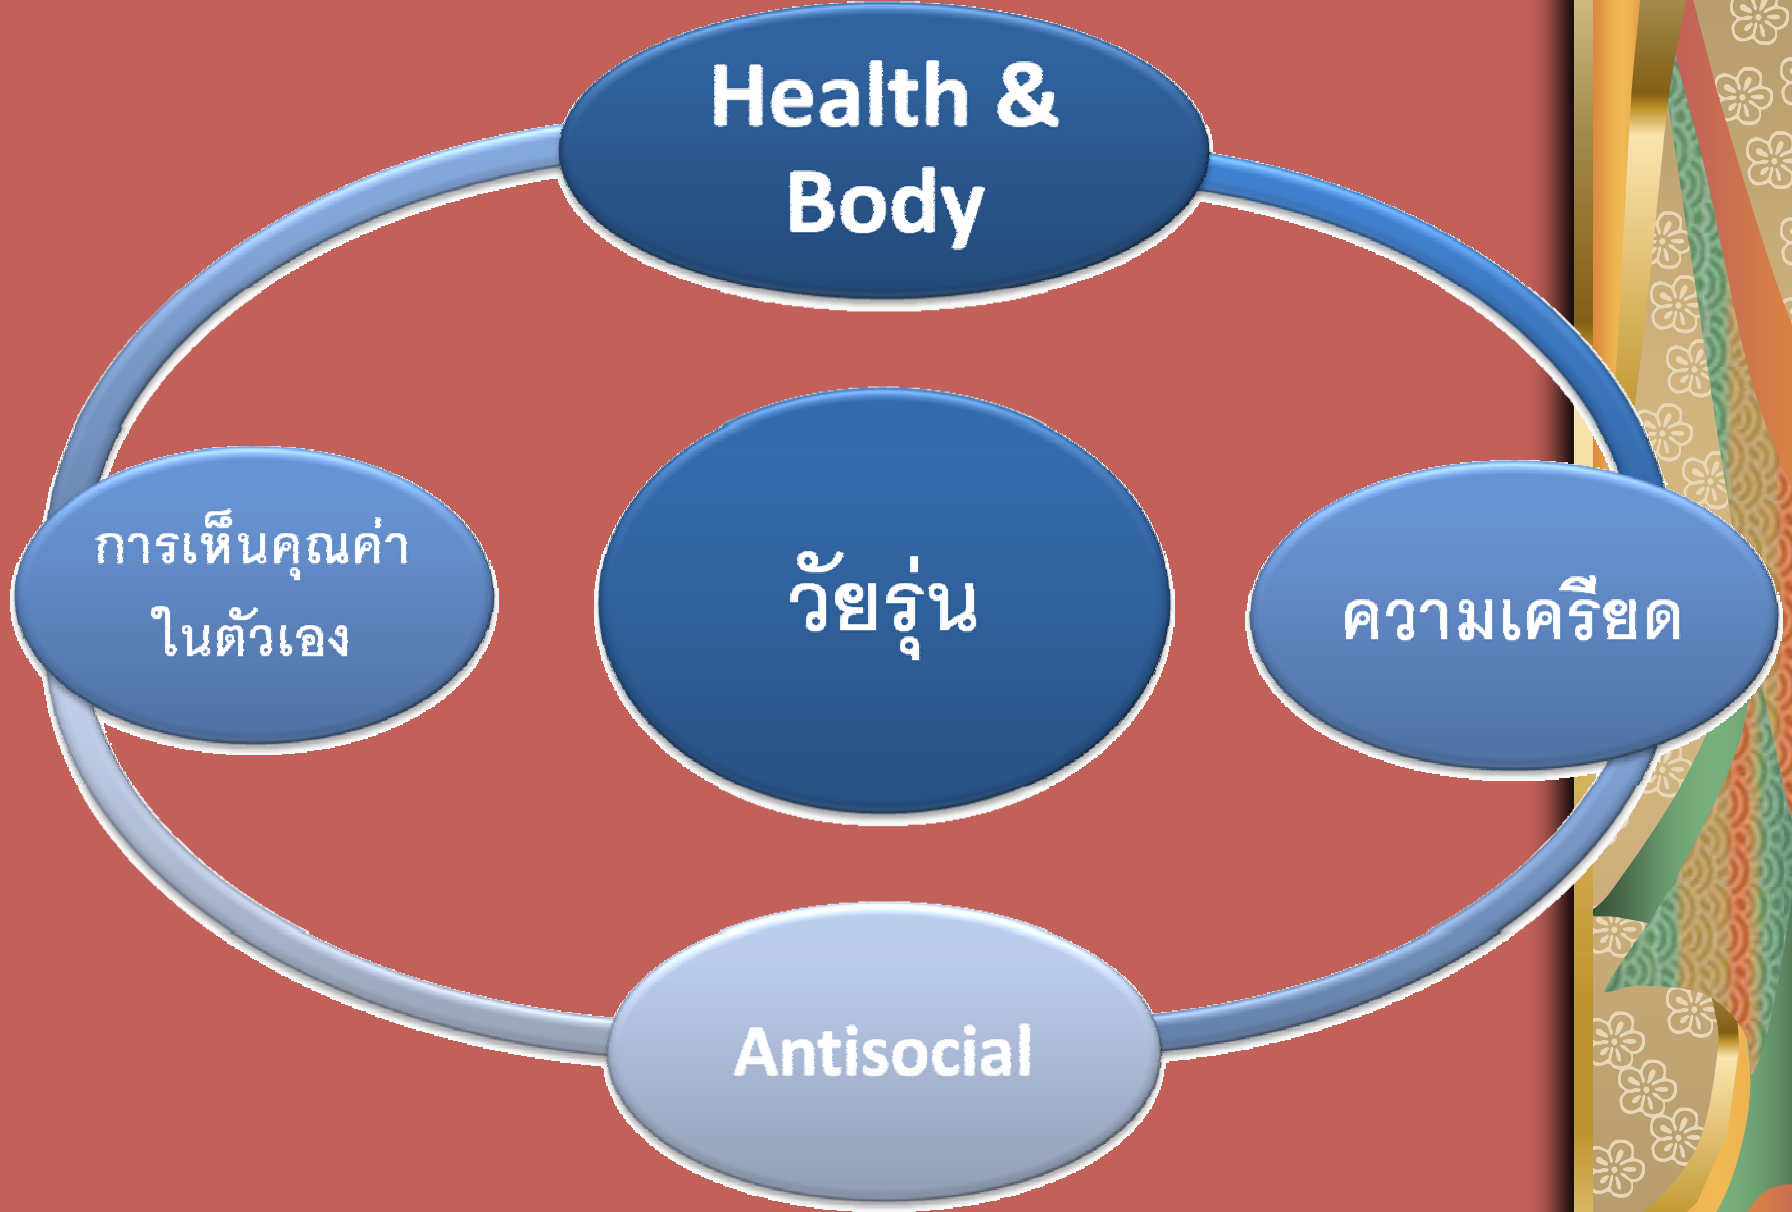 Health &
Body
การเห็นคุณค่า
ในตัวเอง
วัยรุ่น
ความเครียด
Antisocial